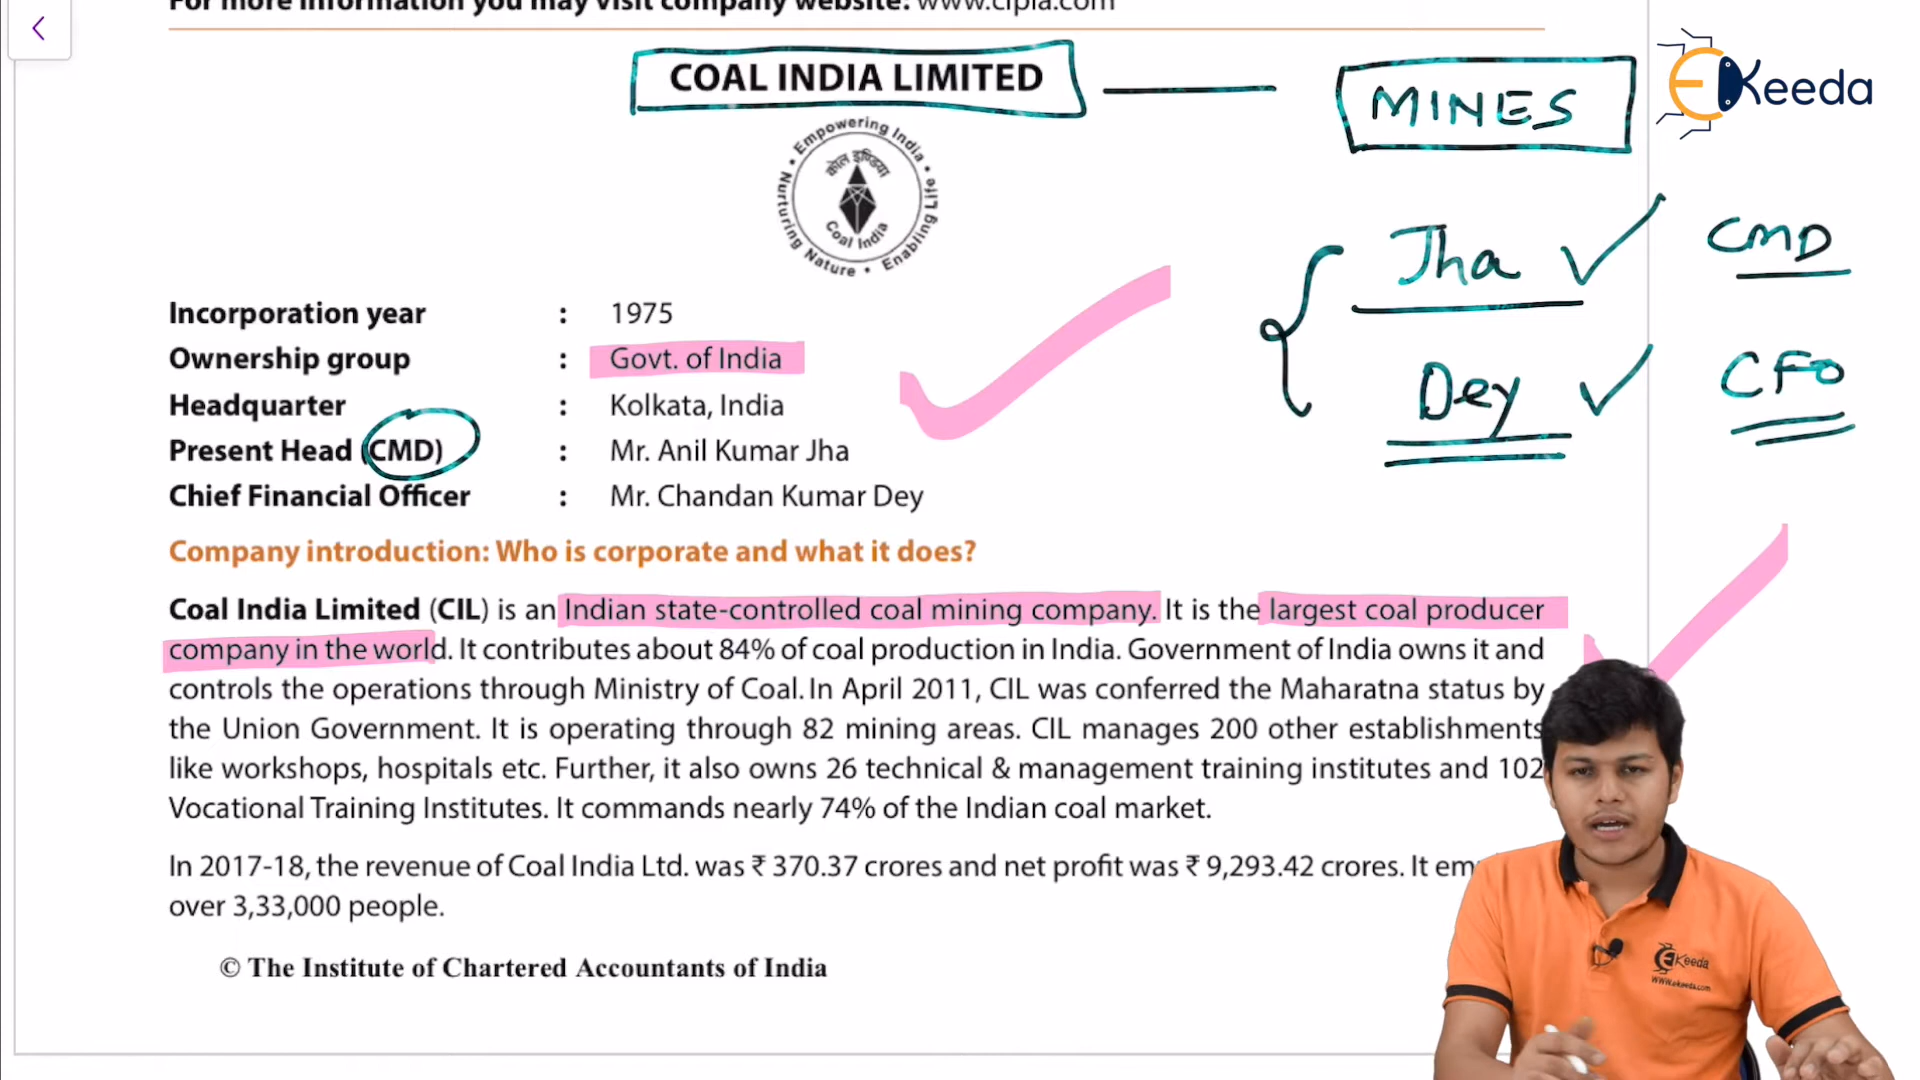 For more information you may visit company website: www.cipla.com
COAL INDIA LIMITED
MINES
EKeeda
Empowering India • Enabling Life • Nurturing Nature •
कोल इण्डिया
Coal India
Jha
CMD
Dey
CFO
Incorporation year : 1975
Ownership group : Govt. of India
Headquarter : Kolkata, India
Present Head (CMD) : Mr. Anil Kumar Jha
Chief Financial Officer : Mr. Chandan Kumar Dey
Company introduction: Who is corporate and what it does?
Coal India Limited (CIL) is an Indian state-controlled coal mining company. It is the largest coal producer
company in the world. It contributes about 84% of coal production in India. Government of India owns it and
controls the operations through Ministry of Coal. In April 2011, CIL was conferred the Maharatna status by
the Union Government. It is operating through 82 mining areas. CIL manages 200 other establishments
like workshops, hospitals etc. Further, it also owns 26 technical & management training institutes and 102
Vocational Training Institutes. It commands nearly 74% of the Indian coal market.
In 2017-18, the revenue of Coal India Ltd. was ₹ 370.37 crores and net profit was ₹ 9,293.42 crores. It em
over 3,33,000 people.
© The Institute of Chartered Accountants of India
EKeeda
www.ekeeda.com